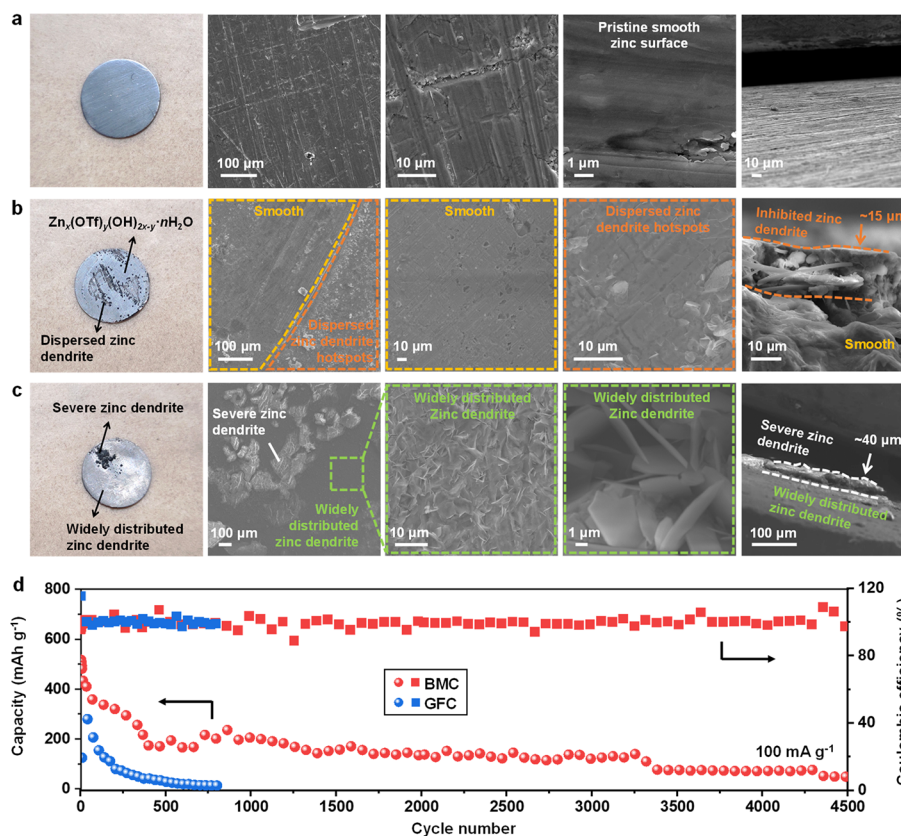 a
Pristine smooth
zinc surface
100 μm
10 μm
1 μm
10 μm
b
Znx(OTf)y(OH)2x-y·nH2O
Dispersed zinc
dendrite
Smooth
Dispersed
zinc dendrite
hotspots
100 μm
10 μm
Dispersed zinc
dendrite hotspots
10 μm
Inhibited zinc
dendrite
~15 μm
Smooth
10 μm
c
Severe zinc dendrite
Widely distributed
zinc dendrite
Severe zinc
dendrite
Widely
distributed
zinc dendrite
100 μm
Widely distributed
Zinc dendrite
10 μm
Widely distributed
Zinc dendrite
1 μm
Severe zinc
dendrite
~40 μm
Widely distributed
zinc dendrite
100 μm
d
Capacity (mAh g-1)
800
600
400
200
0
BMC
GFC
100 mA g-1
120
80
40
0
0
500
1000
1500
2000
2500
3000
3500
4000
4500
Cycle number